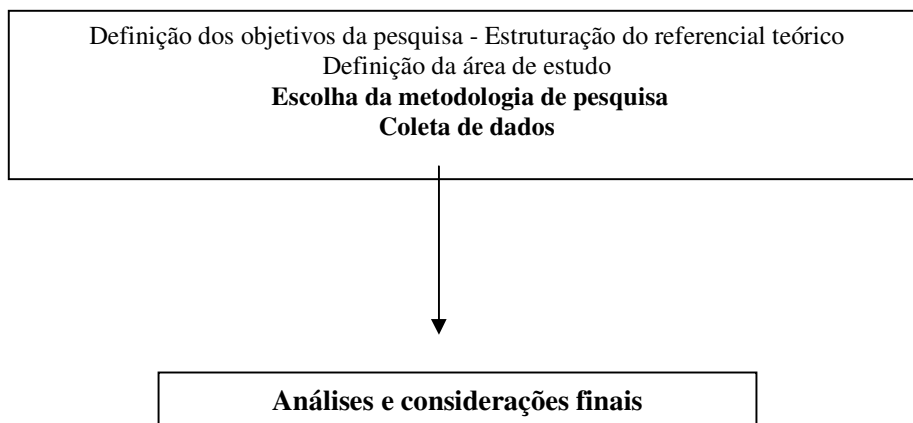 Definição dos objetivos da pesquisa - Estruturação do referencial teórico
Definição da área de estudo
Escolha da metodologia de pesquisa
Coleta de dados
Análises e considerações finais